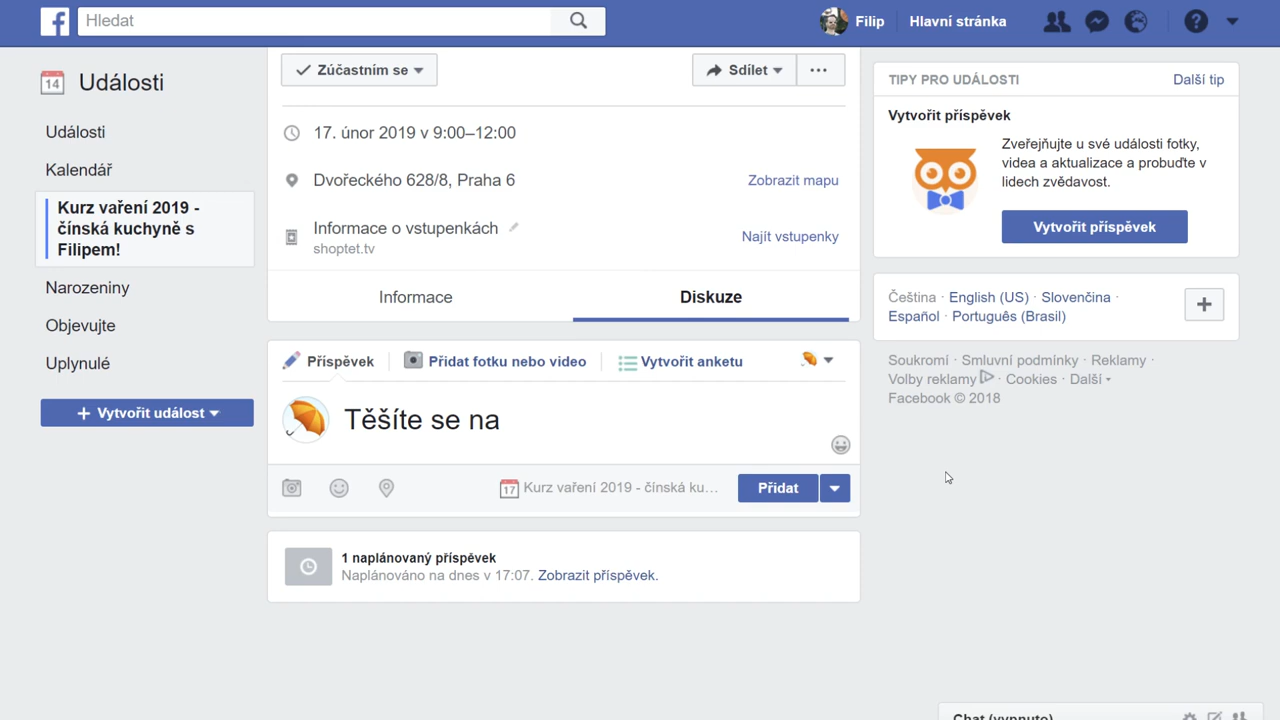 Hledat
Filip
Hlavní stránka
14
Události
Události
Kalendář
Kurz vaření 2019 -
čínská kuchyně s
Filipem!
Narozeniny
Objevujte
Uplynulé
+ Vytvořit událost
Zúčastním se
Sdílet
17. únor 2019 v 9:00–12:00
Dvořeckého 628/8, Praha 6
Zobrazit mapu
Informace o vstupenkách
shoptet.tv
Najít vstupenky
Informace
Diskuze
Příspěvek
Přidat fotku nebo video
Vytvořit anketu
Těšíte se na
17
Kurz vaření 2019 - čínská ku...
Přidat
1 naplánovaný příspěvek
Naplánováno na dnes v 17:07. Zobrazit příspěvek.
TIPY PRO UDÁLOSTI
Další tip
Vytvořit příspěvek
Zveřejňujte u své události fotky,
videa a aktualizace a probuďte v
lidech zvědavost.
Vytvořit příspěvek
Čeština · English (US) · Slovenčina ·
Español · Português (Brasil)
Soukromí · Smluvní podmínky · Reklamy ·
Volby reklamy · Cookies · Další
Facebook © 2018
Chat (vypnuto)